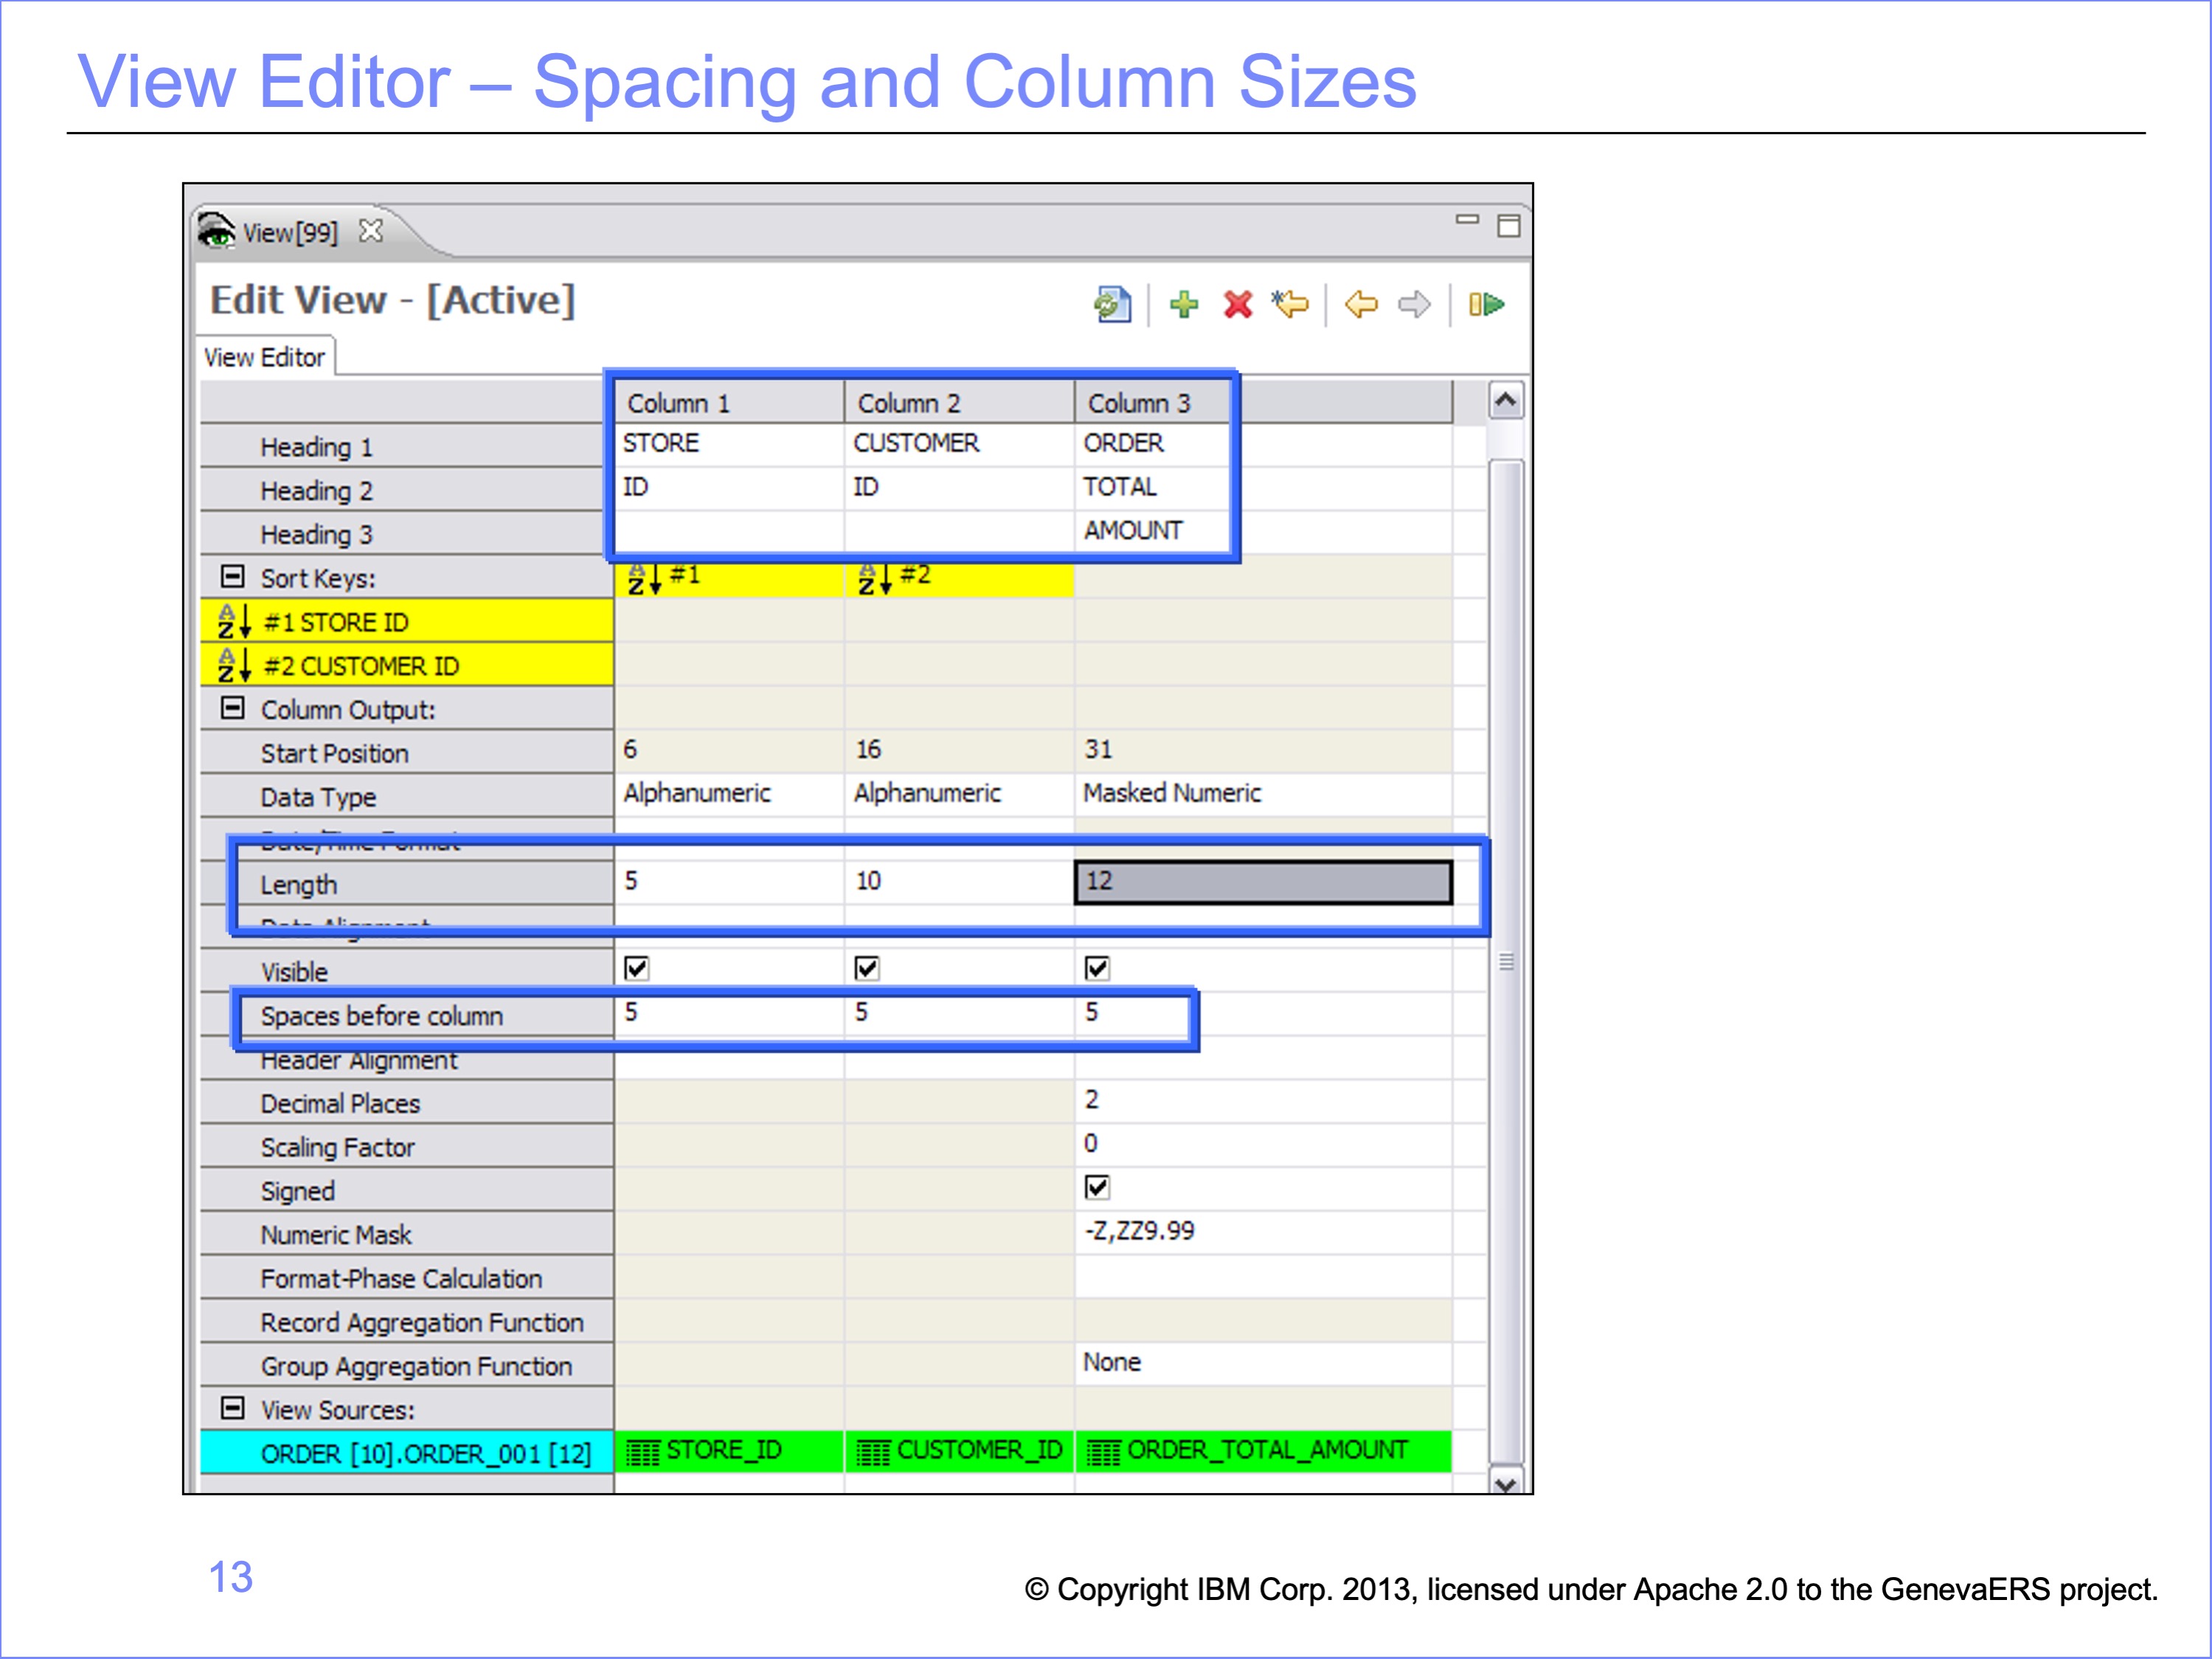 View Editor – Spacing and Column Sizes
View[99]
Edit View - [Active]
View Editor
Column 1 Column 2 Column 3
Heading 1 STORE CUSTOMER ORDER
Heading 2 ID ID TOTAL
Heading 3 AMOUNT
Sort Keys: #1 #2
#1 STORE ID
#2 CUSTOMER ID
Column Output:
Start Position 6 16 31
Data Type Alphanumeric Alphanumeric Masked Numeric
Date/Time Format
Length 5 10 12
Data Alignment
Visible
Spaces before column 5 5 5
Header Alignment
Decimal Places 2
Scaling Factor 0
Signed
Numeric Mask -Z,ZZ9.99
Format-Phase Calculation
Record Aggregation Function
Group Aggregation Function None
View Sources:
ORDER [10].ORDER_001 [12] STORE_ID CUSTOMER_ID ORDER_TOTAL_AMOUNT
13
© Copyright IBM Corp. 2013, licensed under Apache 2.0 to the GenevaERS project.